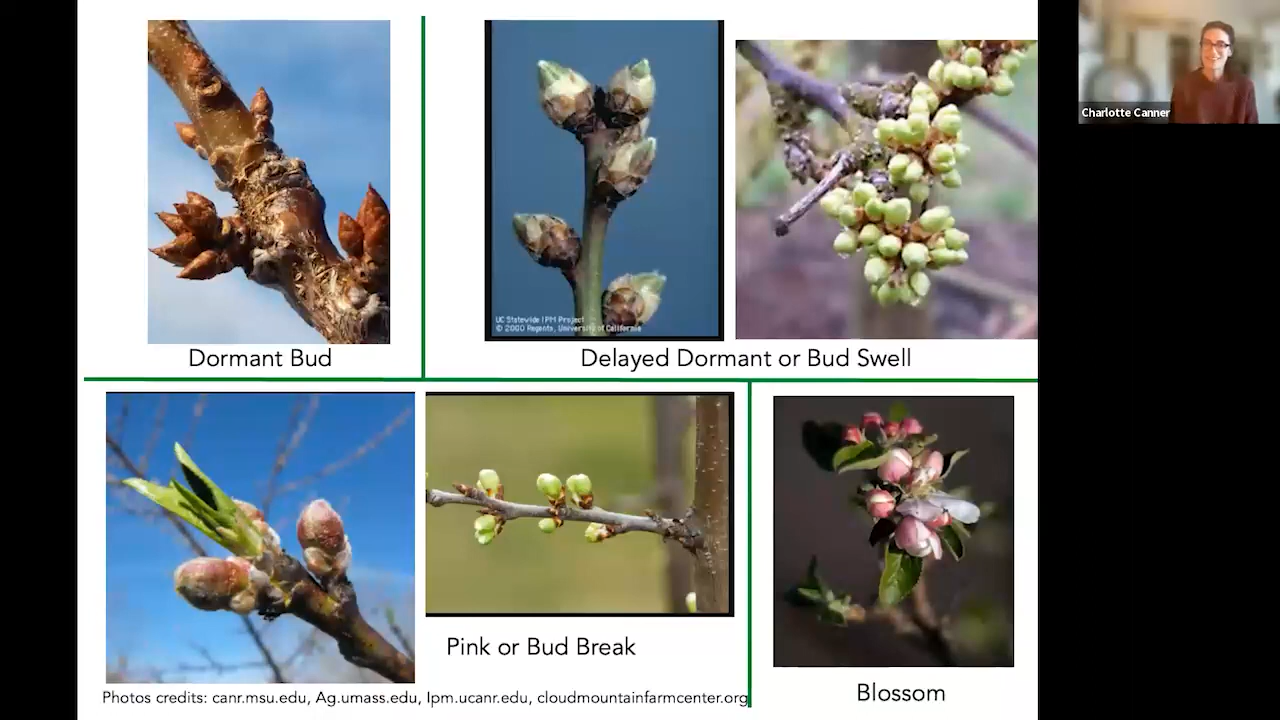 Charlotte Canner
UC Statewide IPM Project
© 2000 Regents, University of California
Dormant Bud
Delayed Dormant or Bud Swell
Pink or Bud Break
Blossom
Photos credits: canr.msu.edu, Ag.umass.edu, Ipm.ucanr.edu, cloudmountainfarmcenter.org